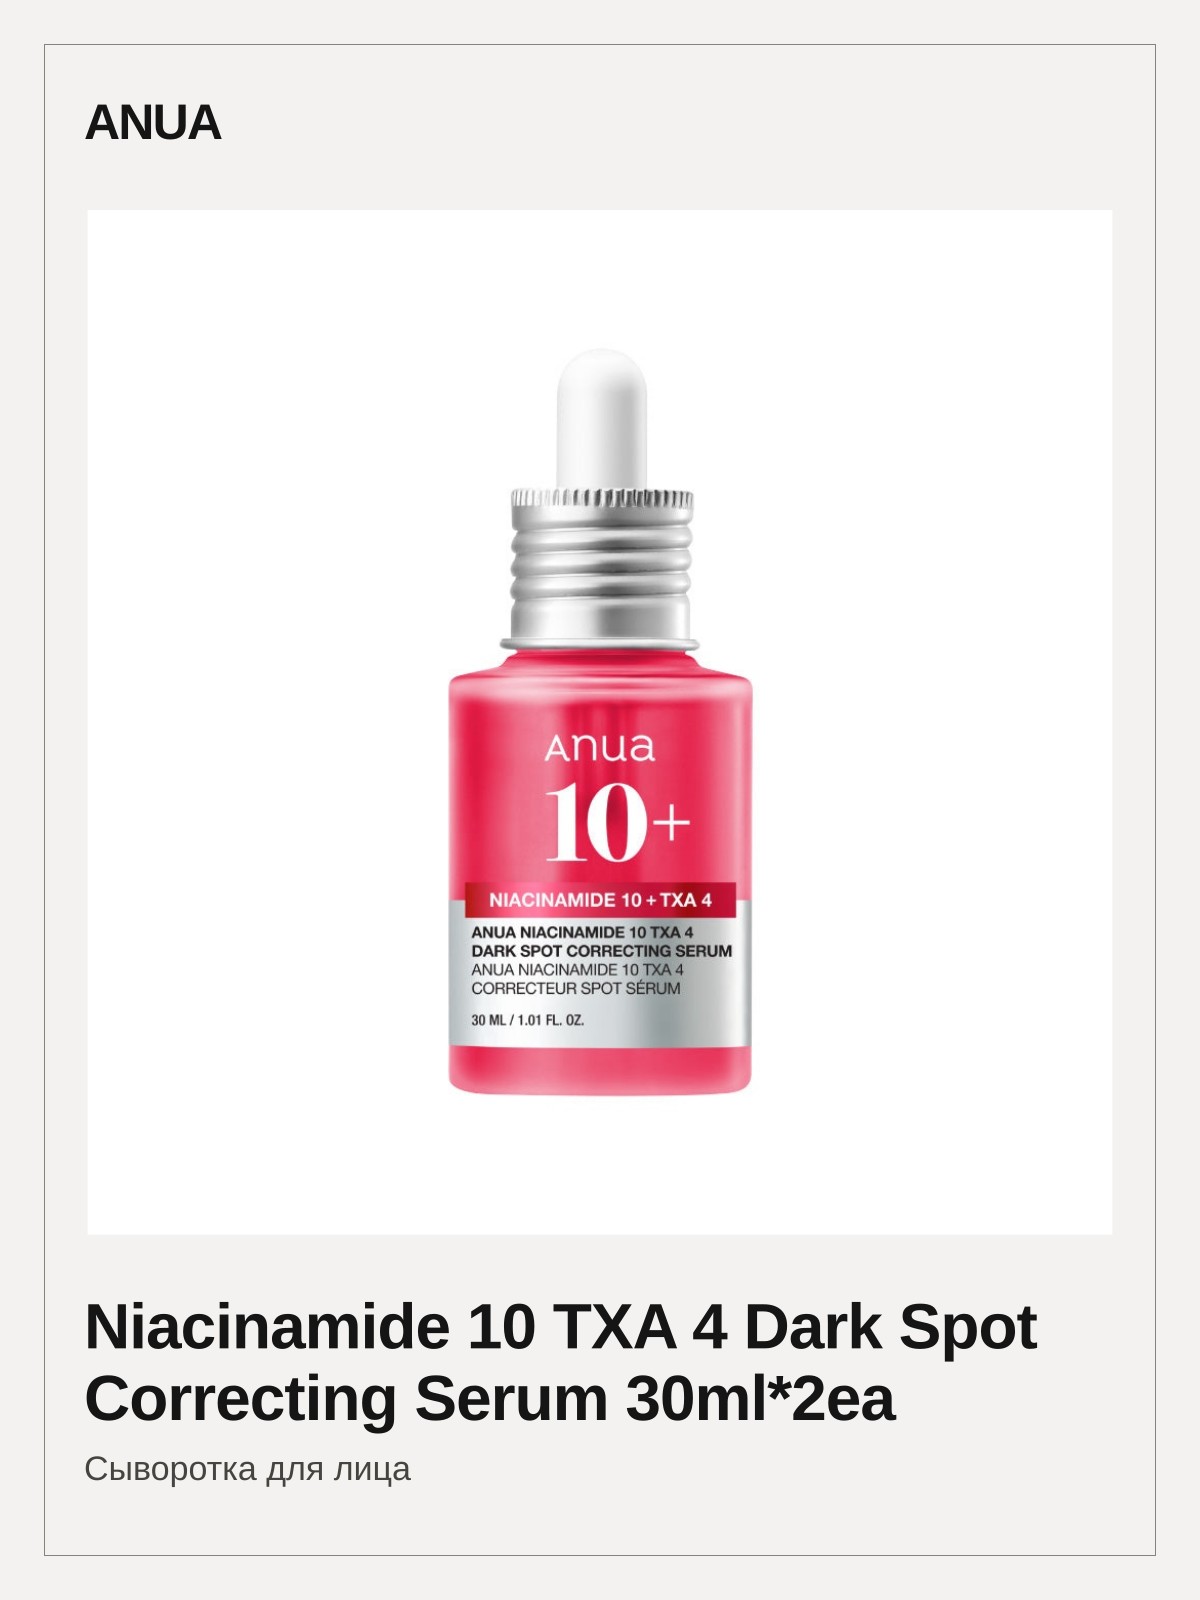 ANUA
Anua
10+
NIACINAMIDE 10 + TXA 4
ANUA NIACINAMIDE 10 TXA 4
DARK SPOT CORRECTING SERUM
ANUA NIACINAMIDE 10 TXA 4
CORRECTEUR SPOT SÉRUM
30 ML / 1.01 FL. OZ.
Niacinamide 10 TXA 4 Dark Spot
Correcting Serum 30ml*2ea
Сыворотка для лица